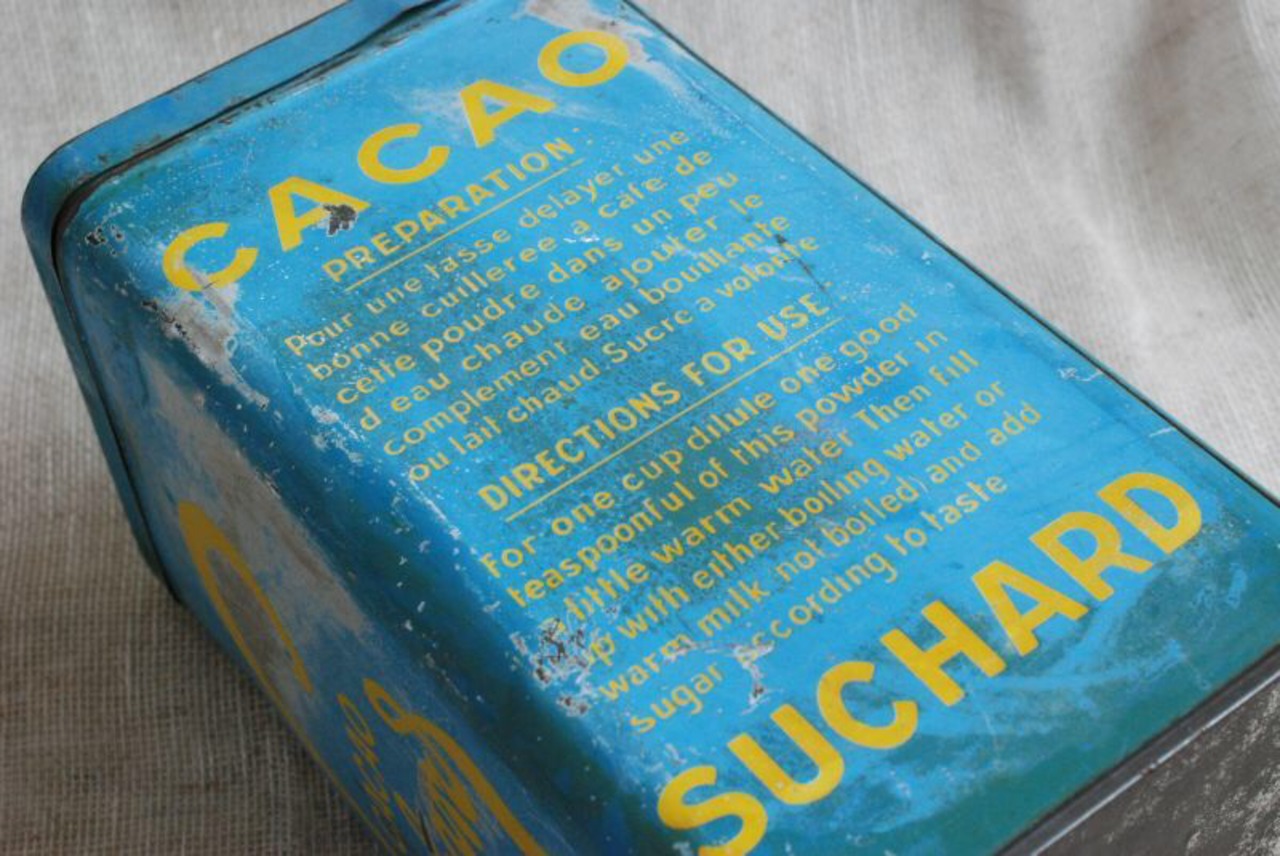 CACAO
PREPARATION.
Pour une tasse delayer une
bonne cuilleree a cafe de
cette poudre dans un peu
d eau chaude ajouter le
complement eau bouillante
ou lait chaud. Sucre a volonte
DIRECTIONS FOR USE.
For one cup dilute one good
teaspoonful of this powder in
little warm water Then fill
p with either boiling water or
warm milk not boiled) and add
sugar according to taste
SUCHARD